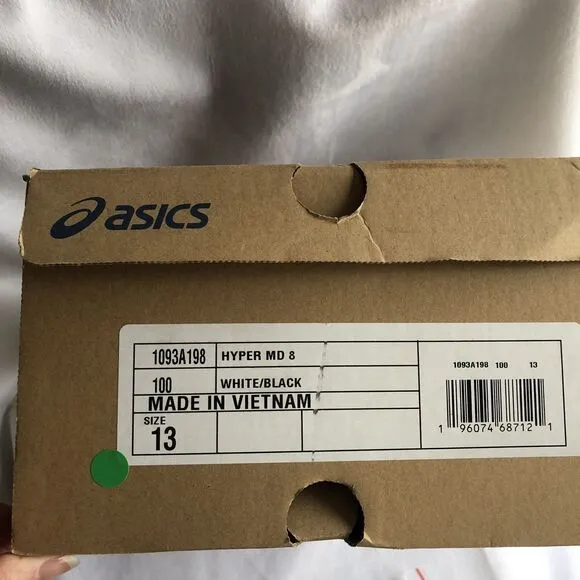 asics
1093A198 HYPER MD 8
100 WHITE/BLACK
MADE IN VIETNAM
SIZE
13
1093A198 100 13
1 96074 68712 1